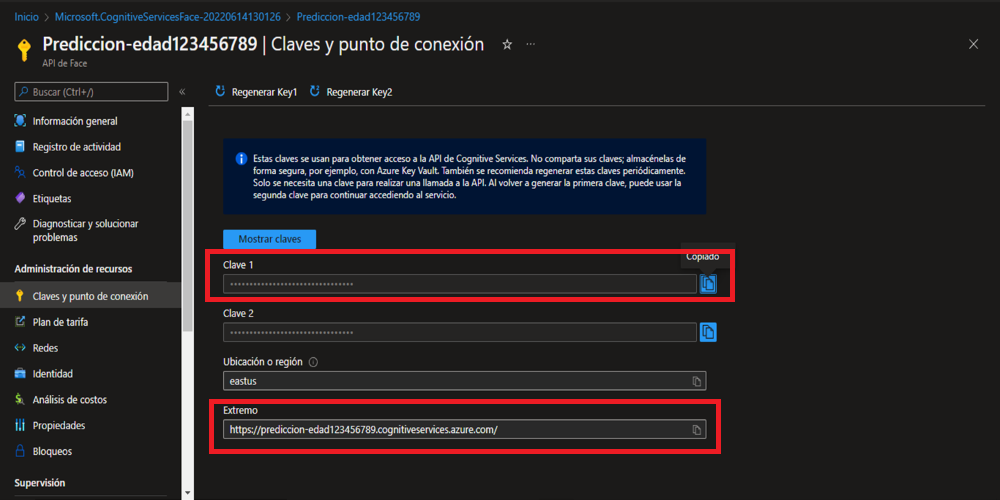 Inicio > Microsoft.CognitiveServicesFace-20220614130126 > Prediccion-edad123456789
Prediccion-edad123456789 | Claves y punto de conexión
API de Face
Buscar (Ctrl+/)
Regenerar Key1
Regenerar Key2
Información general
Registro de actividad
Control de acceso (IAM)
Etiquetas
Diagnosticar y solucionar
problemas
Administración de recursos
Claves y punto de conexión
Plan de tarifa
Redes
Identidad
Análisis de costos
Propiedades
Bloqueos
Supervisión
Estas claves se usan para obtener acceso a la API de Cognitive Services. No comparta sus claves; almacénelas de
forma segura, por ejemplo, con Azure Key Vault. También se recomienda regenerar estas claves periódicamente.
Solo se necesita una clave para realizar una llamada a la API. Al volver a generar la primera clave, puede usar la
segunda clave para continuar accediendo al servicio.
Mostrar claves
Copiado
Clave 1
Clave 2
Ubicación o región
eastus
Extremo
https://prediccion-edad123456789.cognitiveservices.azure.com/